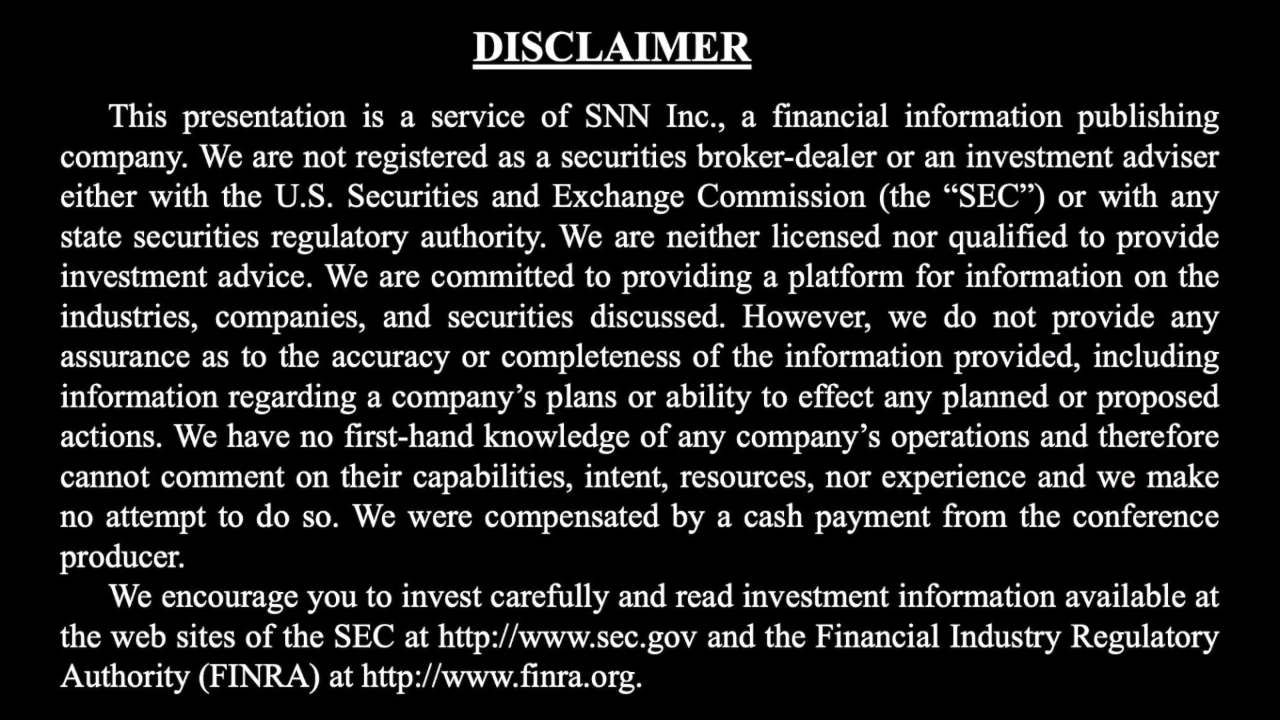 DISCLAIMER
This presentation is a service of SNN Inc., a financial information publishing
company. We are not registered as a securities broker-dealer or an investment adviser
either with the U.S. Securities and Exchange Commission (the “SEC”) or with any
state securities regulatory authority. We are neither licensed nor qualified to provide
investment advice. We are committed to providing a platform for information on the
industries, companies, and securities discussed. However, we do not provide any
assurance as to the accuracy or completeness of the information provided, including
information regarding a company’s plans or ability to effect any planned or proposed
actions. We have no first-hand knowledge of any company’s operations and therefore
cannot comment on their capabilities, intent, resources, nor experience and we make
no attempt to do so. We were compensated by a cash payment from the conference
producer.
We encourage you to invest carefully and read investment information available at
the web sites of the SEC at http://www.sec.gov and the Financial Industry Regulatory
Authority (FINRA) at http://www.finra.org.